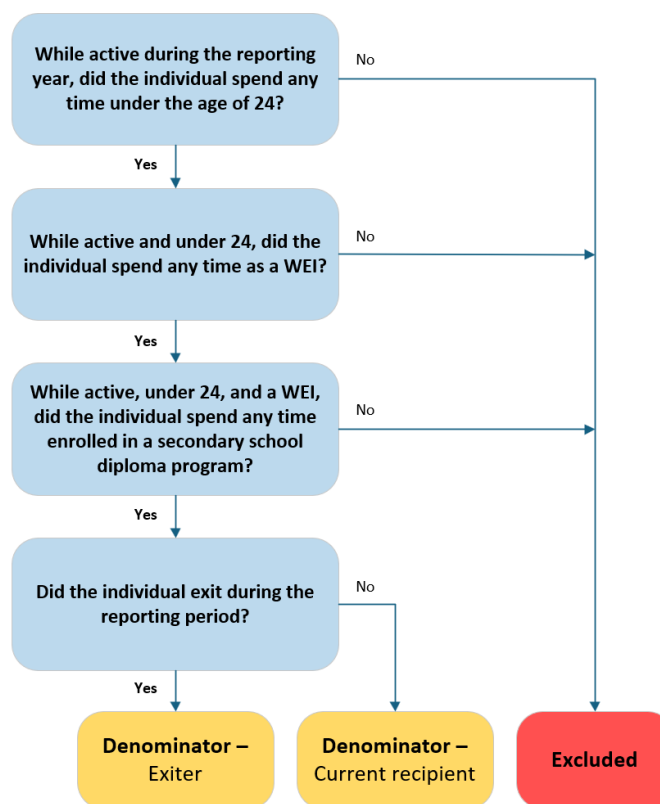 While active during the reporting
year, did the individual spend any
time under the age of 24?
No
Yes
While active and under 24, did the
individual spend any time as a WEI?
No
Yes
While active, under 24, and a WEI,
did the individual spend any time
enrolled in a secondary school
diploma program?
No
Yes
Did the individual exit during the
reporting period?
No
Yes
Denominator –
Exiter
Denominator –
Current recipient
Excluded